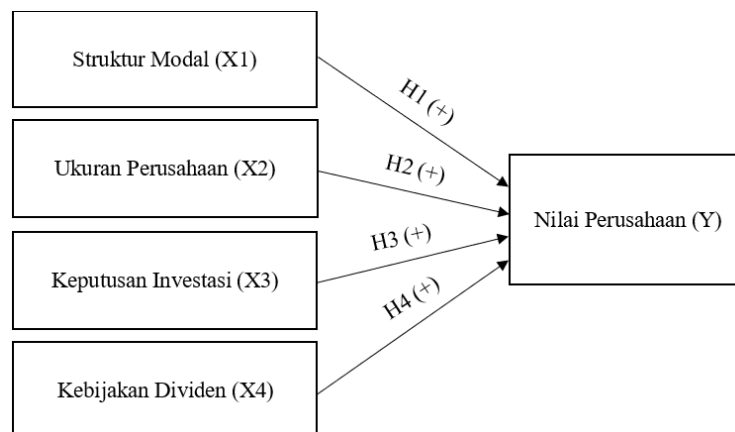 Struktur Modal (X1)
H1 (+)
Ukuran Perusahaan (X2)
H2 (+)
Nilai Perusahaan (Y)
H3 (+)
Keputusan Investasi (X3)
H4 (+)
Kebijakan Dividen (X4)